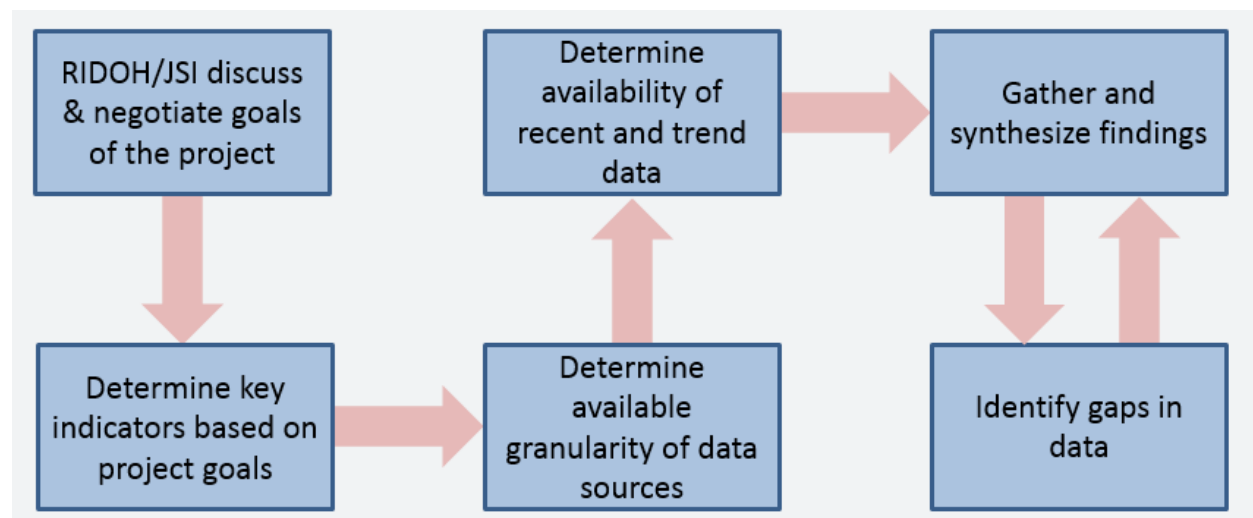 RIDOH/JSI discuss
& negotiate goals
of the project
Determine key
indicators based on
project goals
Determine
available
granularity of data
sources
Determine
availability of
recent and trend
data
Gather and
synthesize findings
Identify gaps in
data